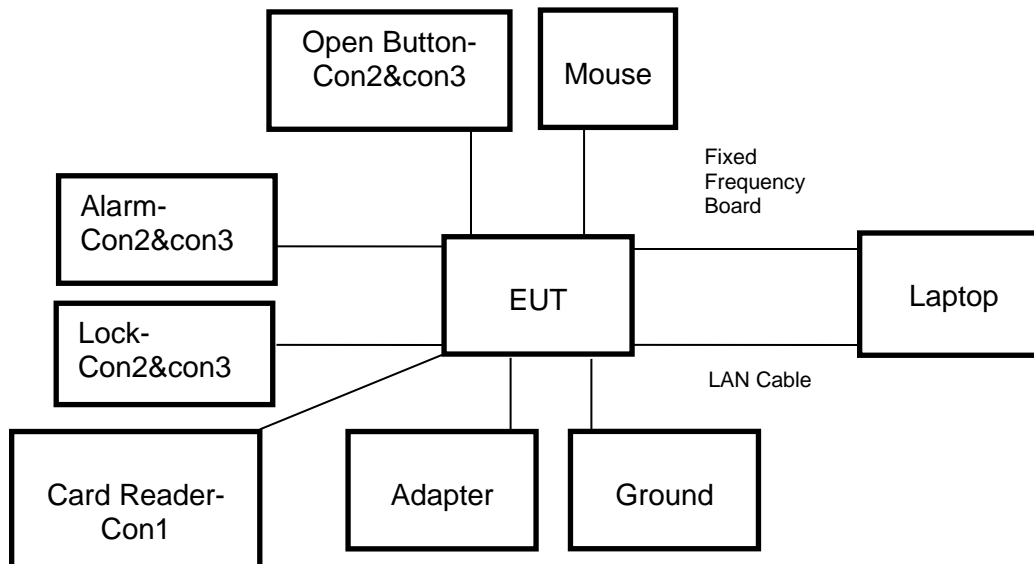 Open Button-
Con2&con3
Mouse
Fixed
Frequency
Board
Alarm-
Con2&con3
EUT
Laptop
Lock-
Con2&con3
LAN Cable
Card Reader-
Con1
Adapter
Ground